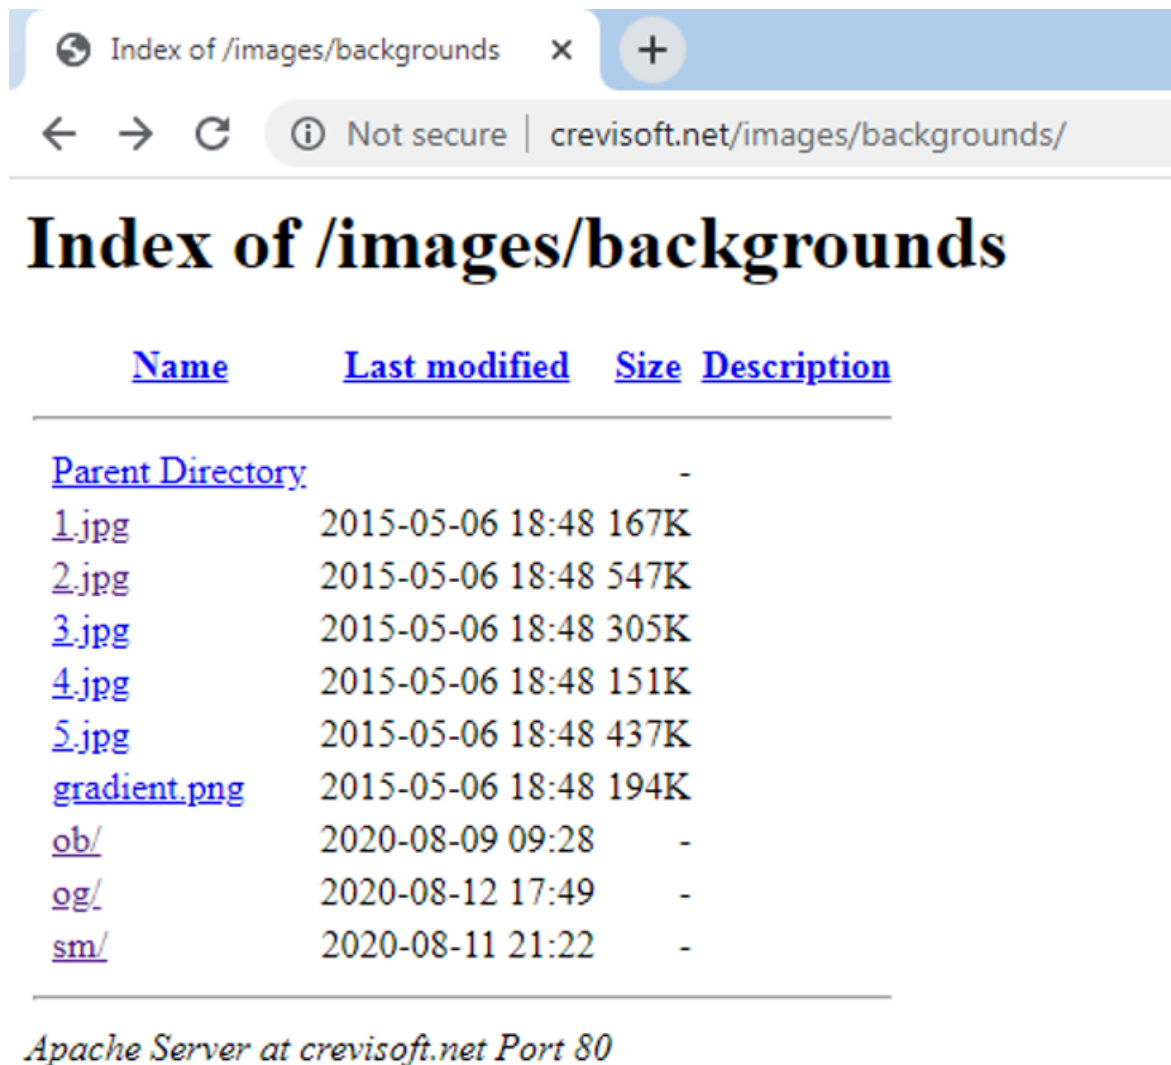 Index of /images/backgrounds
Not secure crevisoft.net/images/backgrounds/
Index of /images/backgrounds
Name Last modified Size Description
Parent Directory -
1.jpg 2015-05-06 18:48 167K
2.jpg 2015-05-06 18:48 547K
3.jpg 2015-05-06 18:48 305K
4.jpg 2015-05-06 18:48 151K
5.jpg 2015-05-06 18:48 437K
gradient.png 2015-05-06 18:48 194K
ob/ 2020-08-09 09:28 -
og/ 2020-08-12 17:49 -
sm/ 2020-08-11 21:22 -
Apache Server at crevisoft.net Port 80